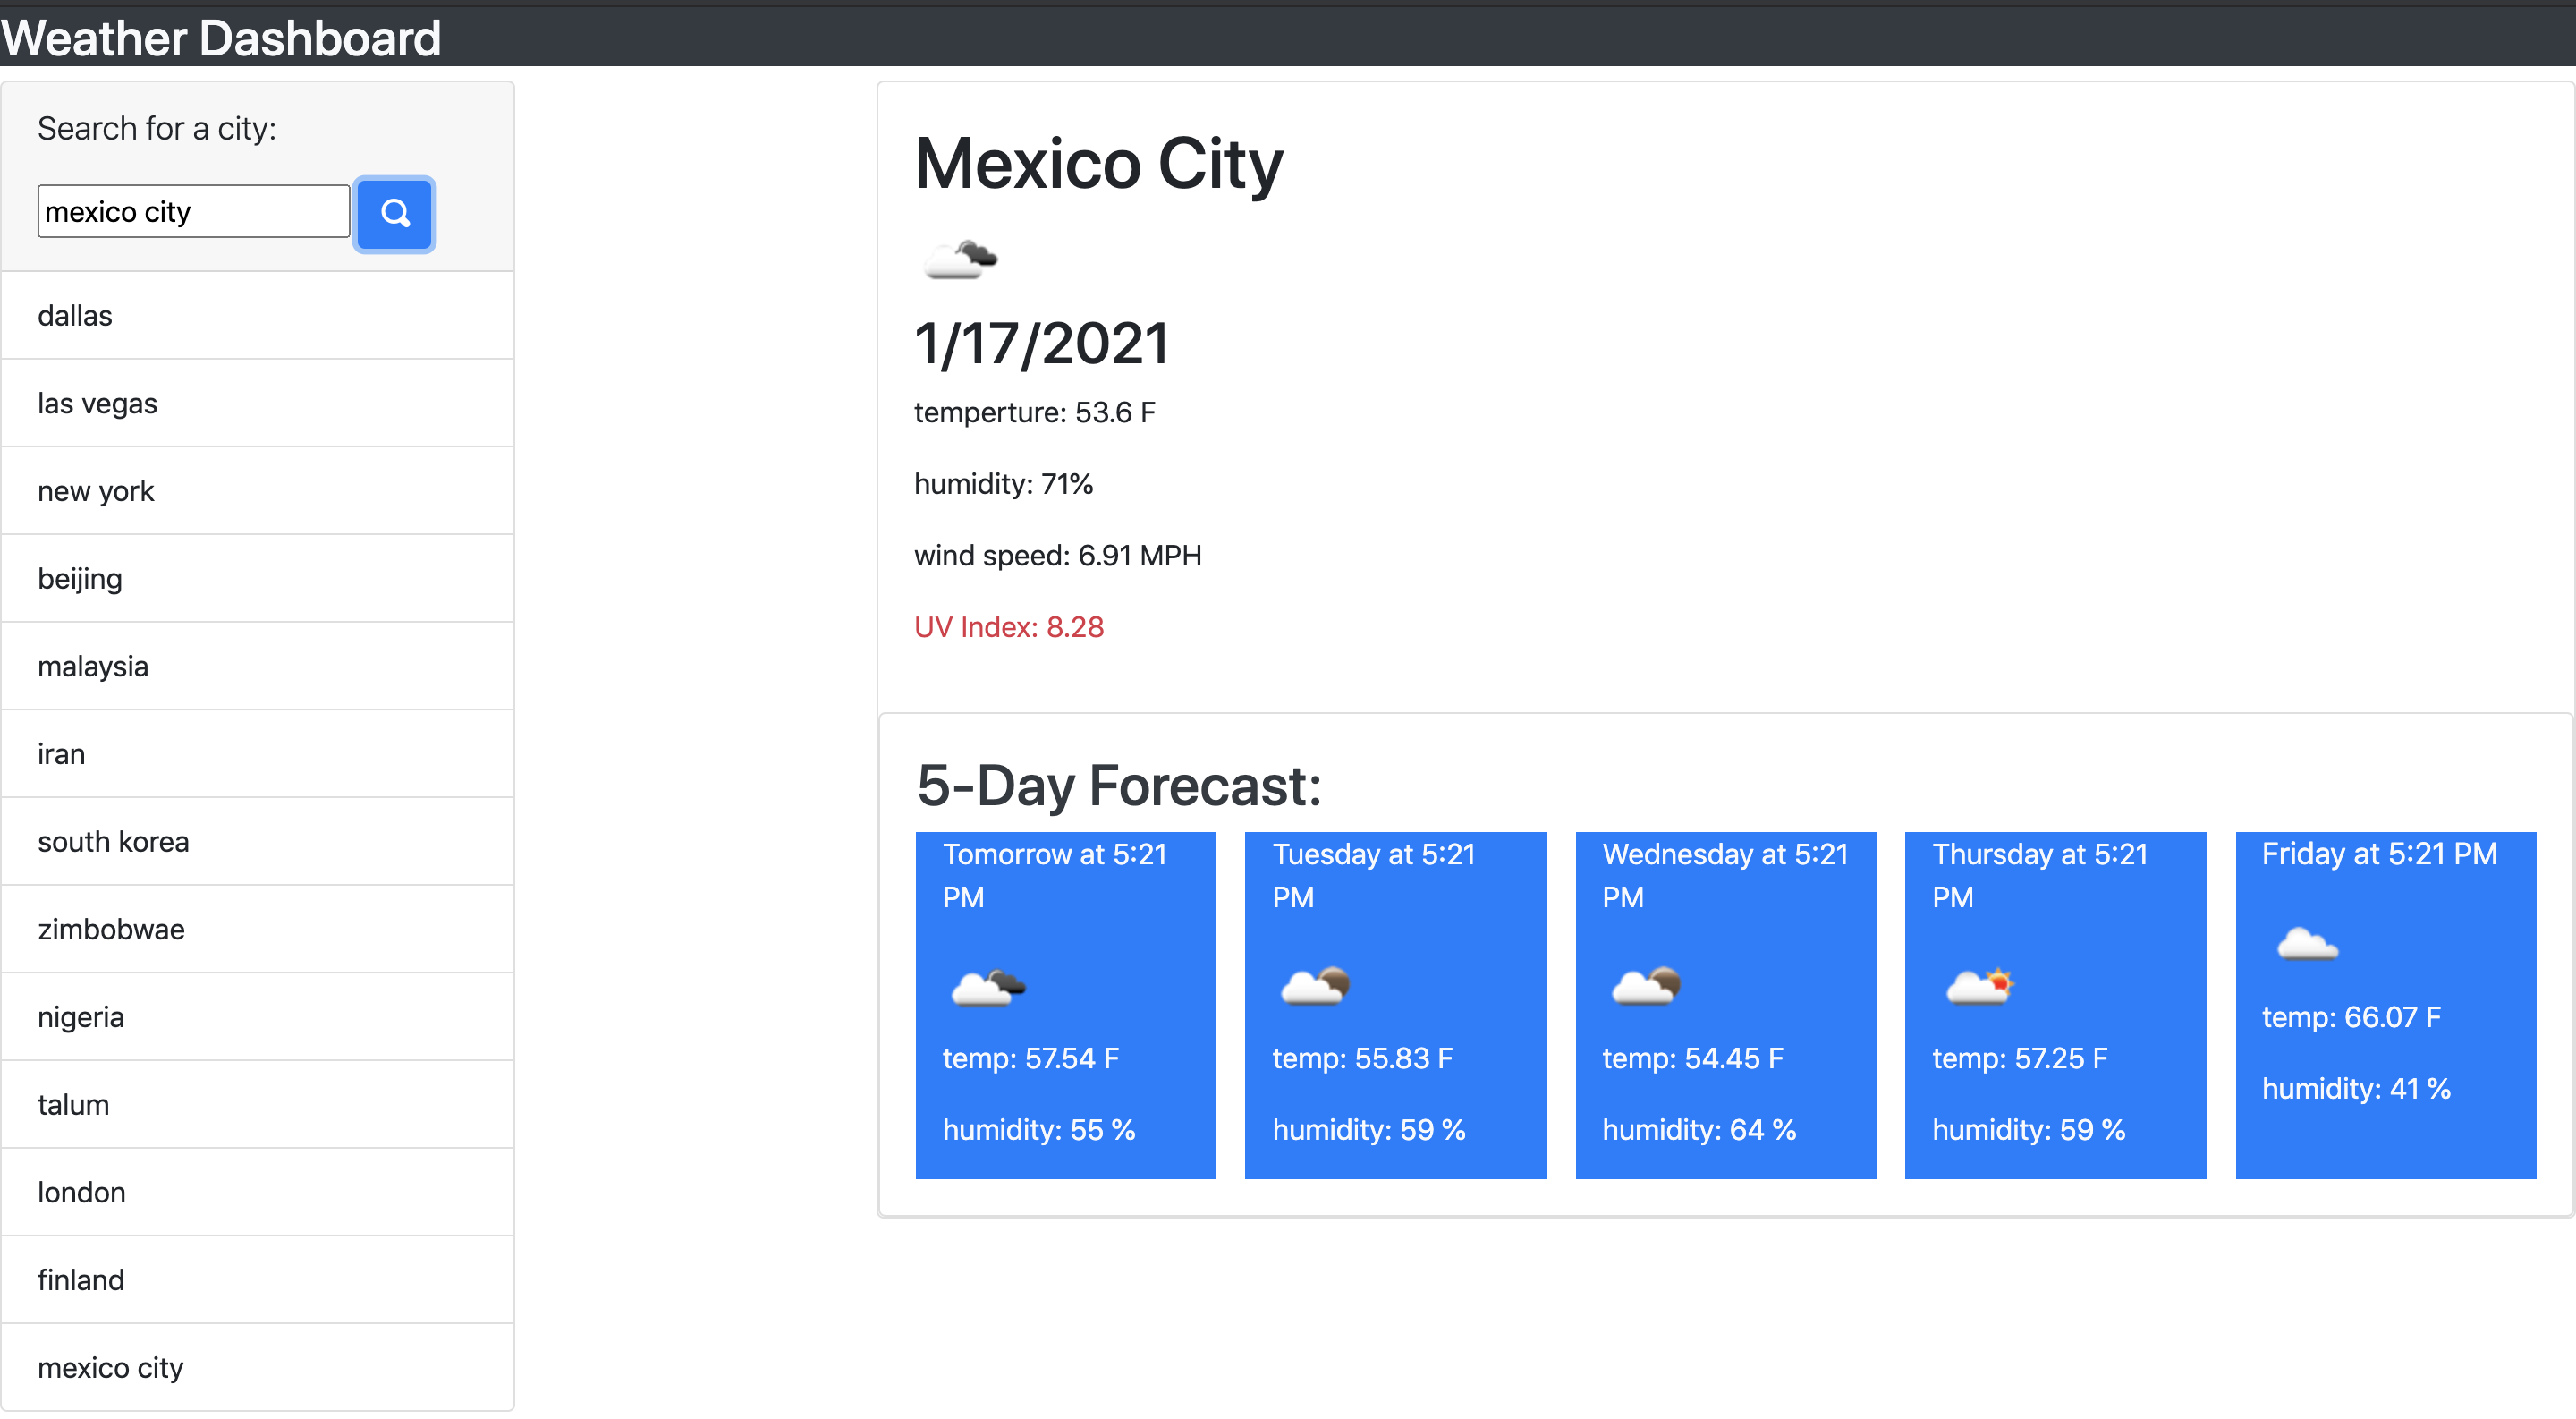 Weather Dashboard
Search for a city:
mexico city
dallas
las vegas
new york
beijing
malaysia
iran
south korea
zimbobwae
nigeria
talum
london
finland
mexico city
Mexico City
1/17/2021
temperture: 53.6 F
humidity: 71%
wind speed: 6.91 MPH
UV Index: 8.28
5-Day Forecast:
Tomorrow at 5:21
PM
temp: 57.54 F
humidity: 55 %
Tuesday at 5:21
PM
temp: 55.83 F
humidity: 59 %
Wednesday at 5:21
PM
temp: 54.45 F
humidity: 64 %
Thursday at 5:21
PM
temp: 57.25 F
humidity: 59 %
Friday at 5:21 PM
temp: 66.07 F
humidity: 41 %